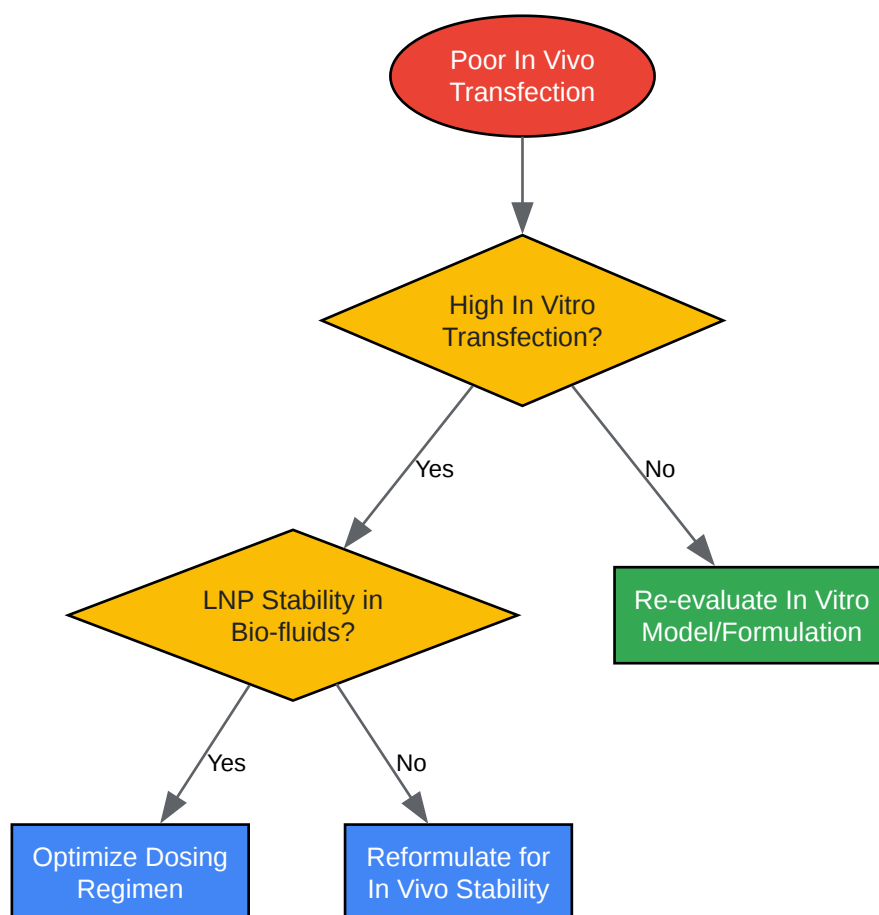 Poor In Vivo
Transfection
High In Vitro
Transfection?
Yes
No
LNP Stability in
Bio-fluids?
Re-evaluate In Vitro
Model/Formulation
Yes
No
Optimize Dosing
Regimen
Reformulate for
In Vivo Stability